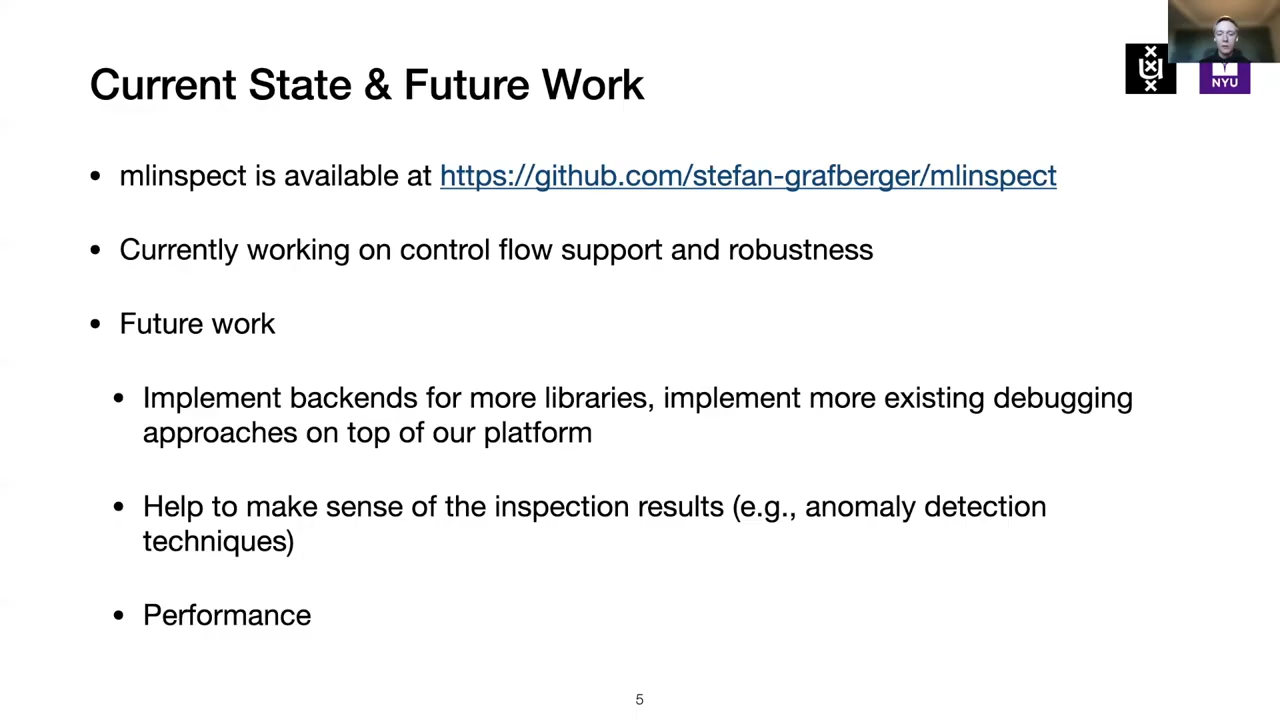 Current State & Future Work
NYU
• mlinspect is available at https://github.com/stefan-grafberger/mlinspect
• Currently working on control flow support and robustness
• Future work
• Implement backends for more libraries, implement more existing debugging
approaches on top of our platform
• Help to make sense of the inspection results (e.g., anomaly detection
techniques)
• Performance
5